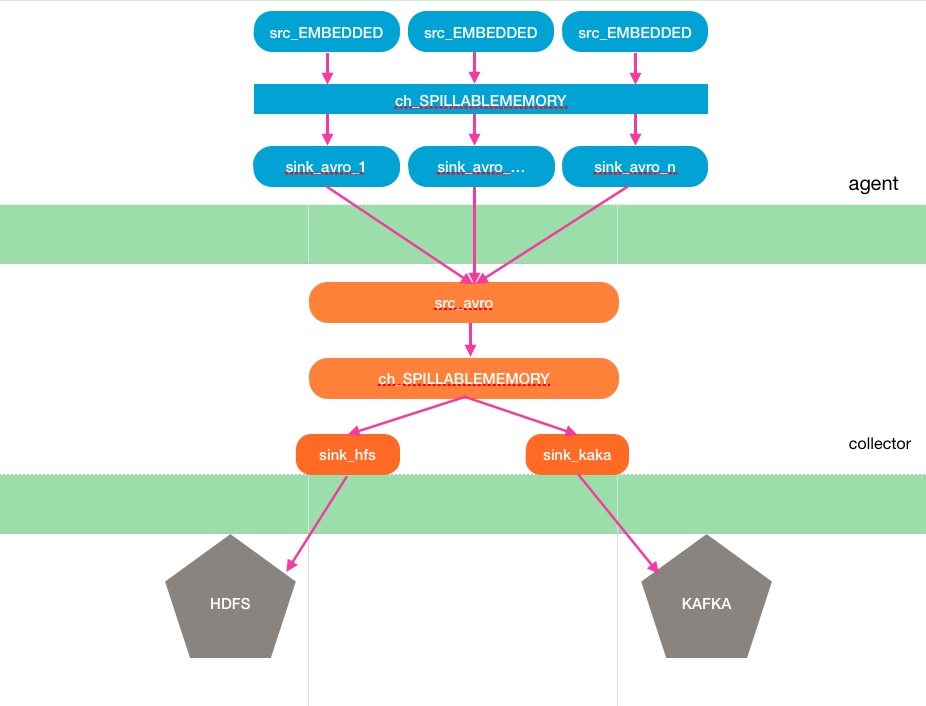 src_EMBEDDED
src_EMBEDDED
src_EMBEDDED
ch_SPILLABLEMEMORY
sink_avro_1
sink_avro_...
sink_avro_n
agent
src_avro
ch_SPILLABLEMEMORY
collector
sink_hfs
sink_kaka
HDFS
KAFKA